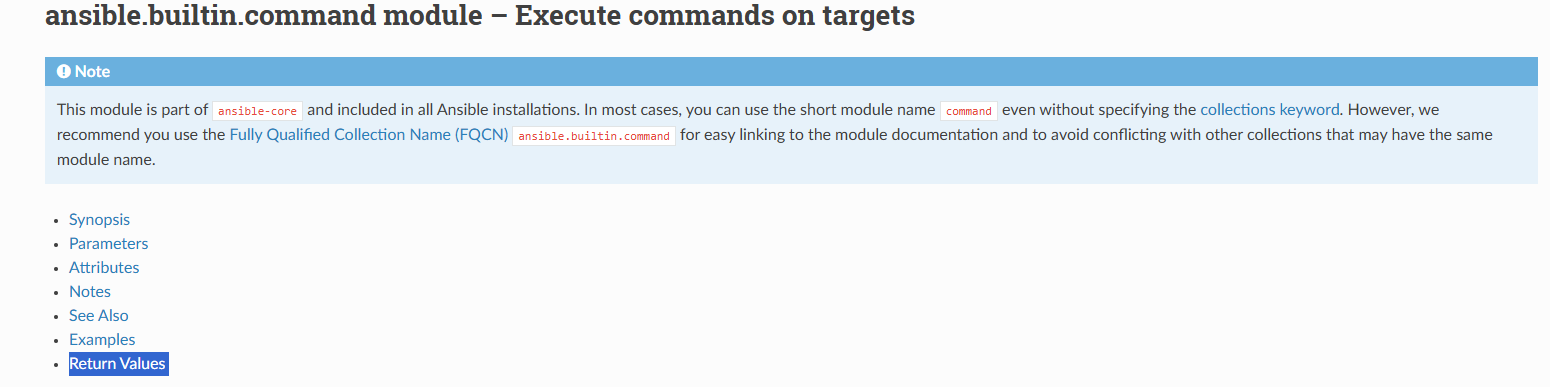 ansible.builtin.command module – Execute commands on targets
Note
This module is part of ansible-core and included in all Ansible installations. In most cases, you can use the short module name command even without specifying the collections keyword. However, we
recommend you use the Fully Qualified Collection Name (FQCN) ansible.builtin.command for easy linking to the module documentation and to avoid conflicting with other collections that may have the same
module name.
Synopsis
Parameters
Attributes
Notes
See Also
Examples
Return Values